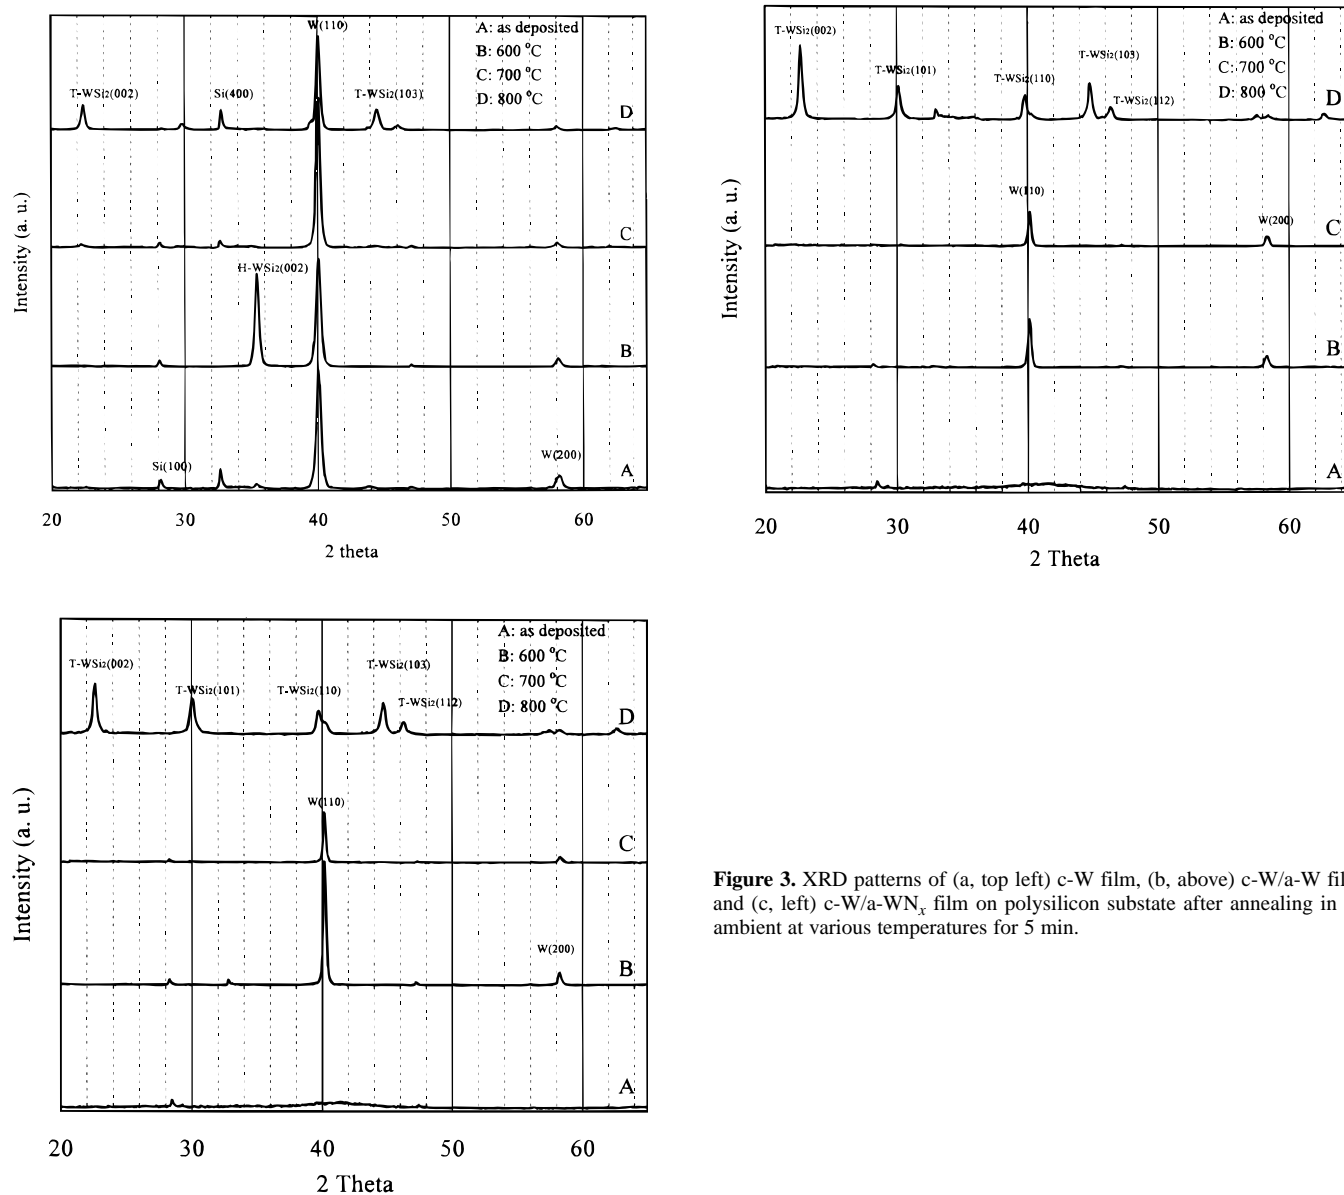 W(110)
A: as deposited
B: 600 °C
C: 700 °C
D: 800 °C
T-WSi2(002)
Si(400)
T-WSi2(103)
D
C
H-WSi2(002)
B
Si(100)
W(200)
A
Intensity (a. u.)
20 30 40 50 60
2 theta
A: as deposited
B: 600 °C
C: 700 °C
D: 800 °C
T-WSi2(002)
T-WSi2(101)
T-WSi2(110)
T-WSi2(103)
T-WSi2(112)
D
W(110)
W(200)
C
B
A
Intensity (a. u.)
20 30 40 50 60
2 Theta
A: as deposited
B: 600 °C
C: 700 °C
D: 800 °C
T-WSi2(002)
T-WSi2(101)
T-WSi2(110)
T-WSi2(103)
T-WSi2(112)
D
W(110)
C
W(200)
B
A
Intensity (a. u.)
20 30 40 50 60
2 Theta
Figure 3. XRD patterns of (a, top left) c-W film, (b, above) c-W/a-W
and (c, left) c-W/a-WNx film on polysilicon substate after annealing in
ambient at various temperatures for 5 min.